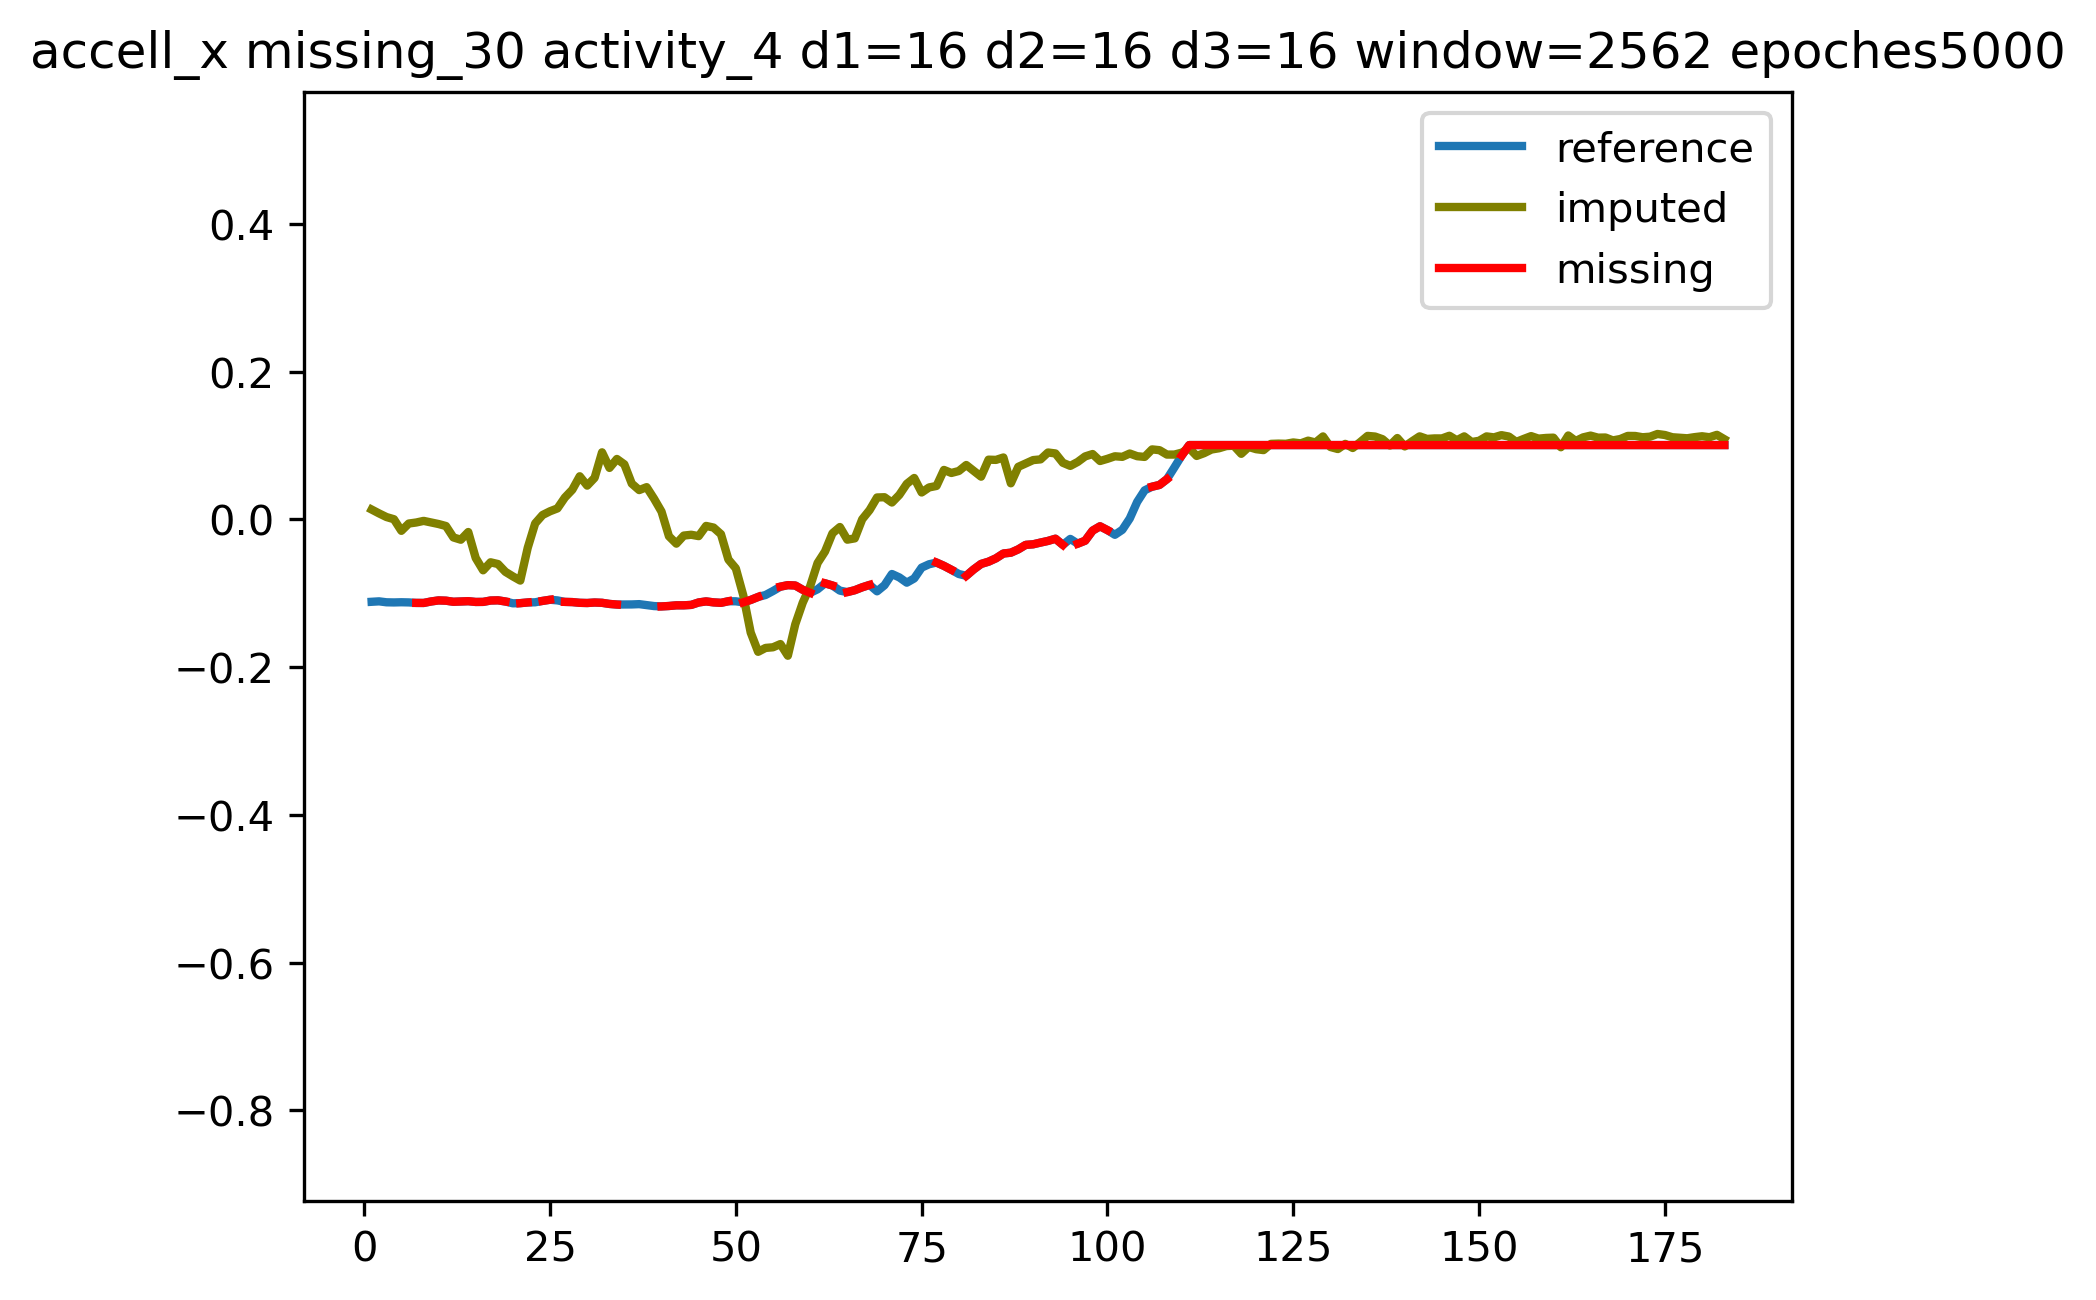 accell_x missing_30 activity_4 d1=16 d2=16 d3=16 window=2562 epoches5000
reference
imputed
missing
0.4
0.2
0.0
−0.2
−0.4
−0.6
−0.8
0 25 50 75 100 125 150 175